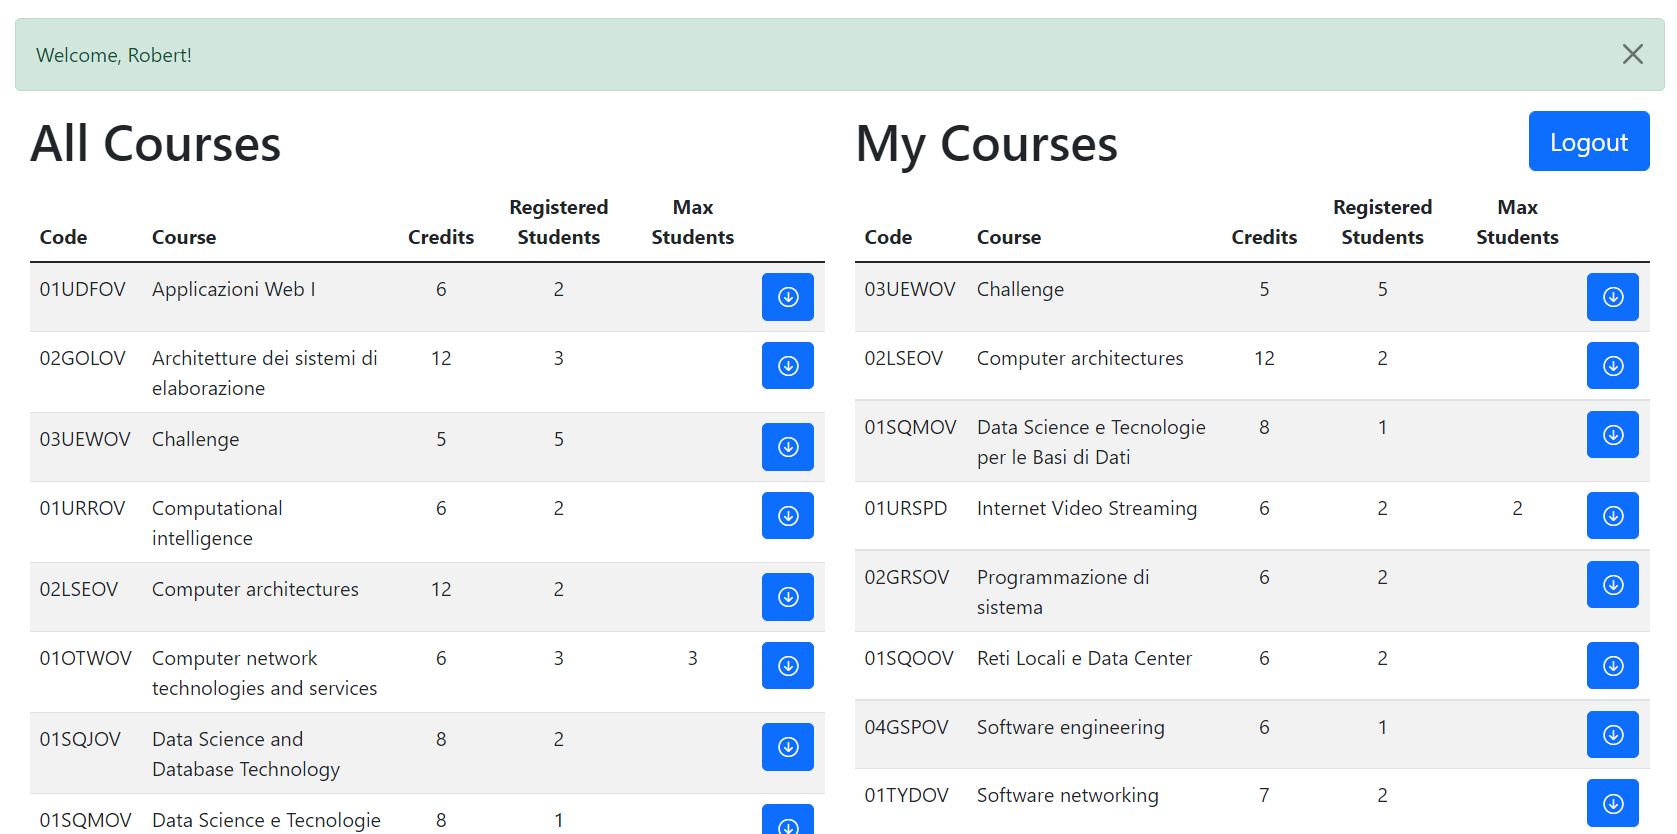 Welcome, Robert!
All Courses
Code Course Credits Registered Students Max Students
01UDFOV Applicazioni Web I 6 2
02GOLOV Architetture dei sistemi di 12 3
elaborazione
03UEWOV Challenge 5 5
01URROV Computational 6 2
intelligence
02LSEOV Computer architectures 12 2
01OTWOV Computer network 6 3 3
technologies and services
01SQJOV Data Science and 8 2
Database Technology
01SQMOV Data Science e Tecnologie 8 1
My Courses
Logout
Code Course Credits Registered Students Max Students
03UEWOV Challenge 5 5
02LSEOV Computer architectures 12 2
01SQMOV Data Science e Tecnologie 8 1
per le Basi di Dati
01URSPD Internet Video Streaming 6 2 2
02GRSOV Programmazione di 6 2
sistema
01SQOOV Reti Locali e Data Center 6 2
04GSPOV Software engineering 6 1
01TYDOV Software networking 7 2